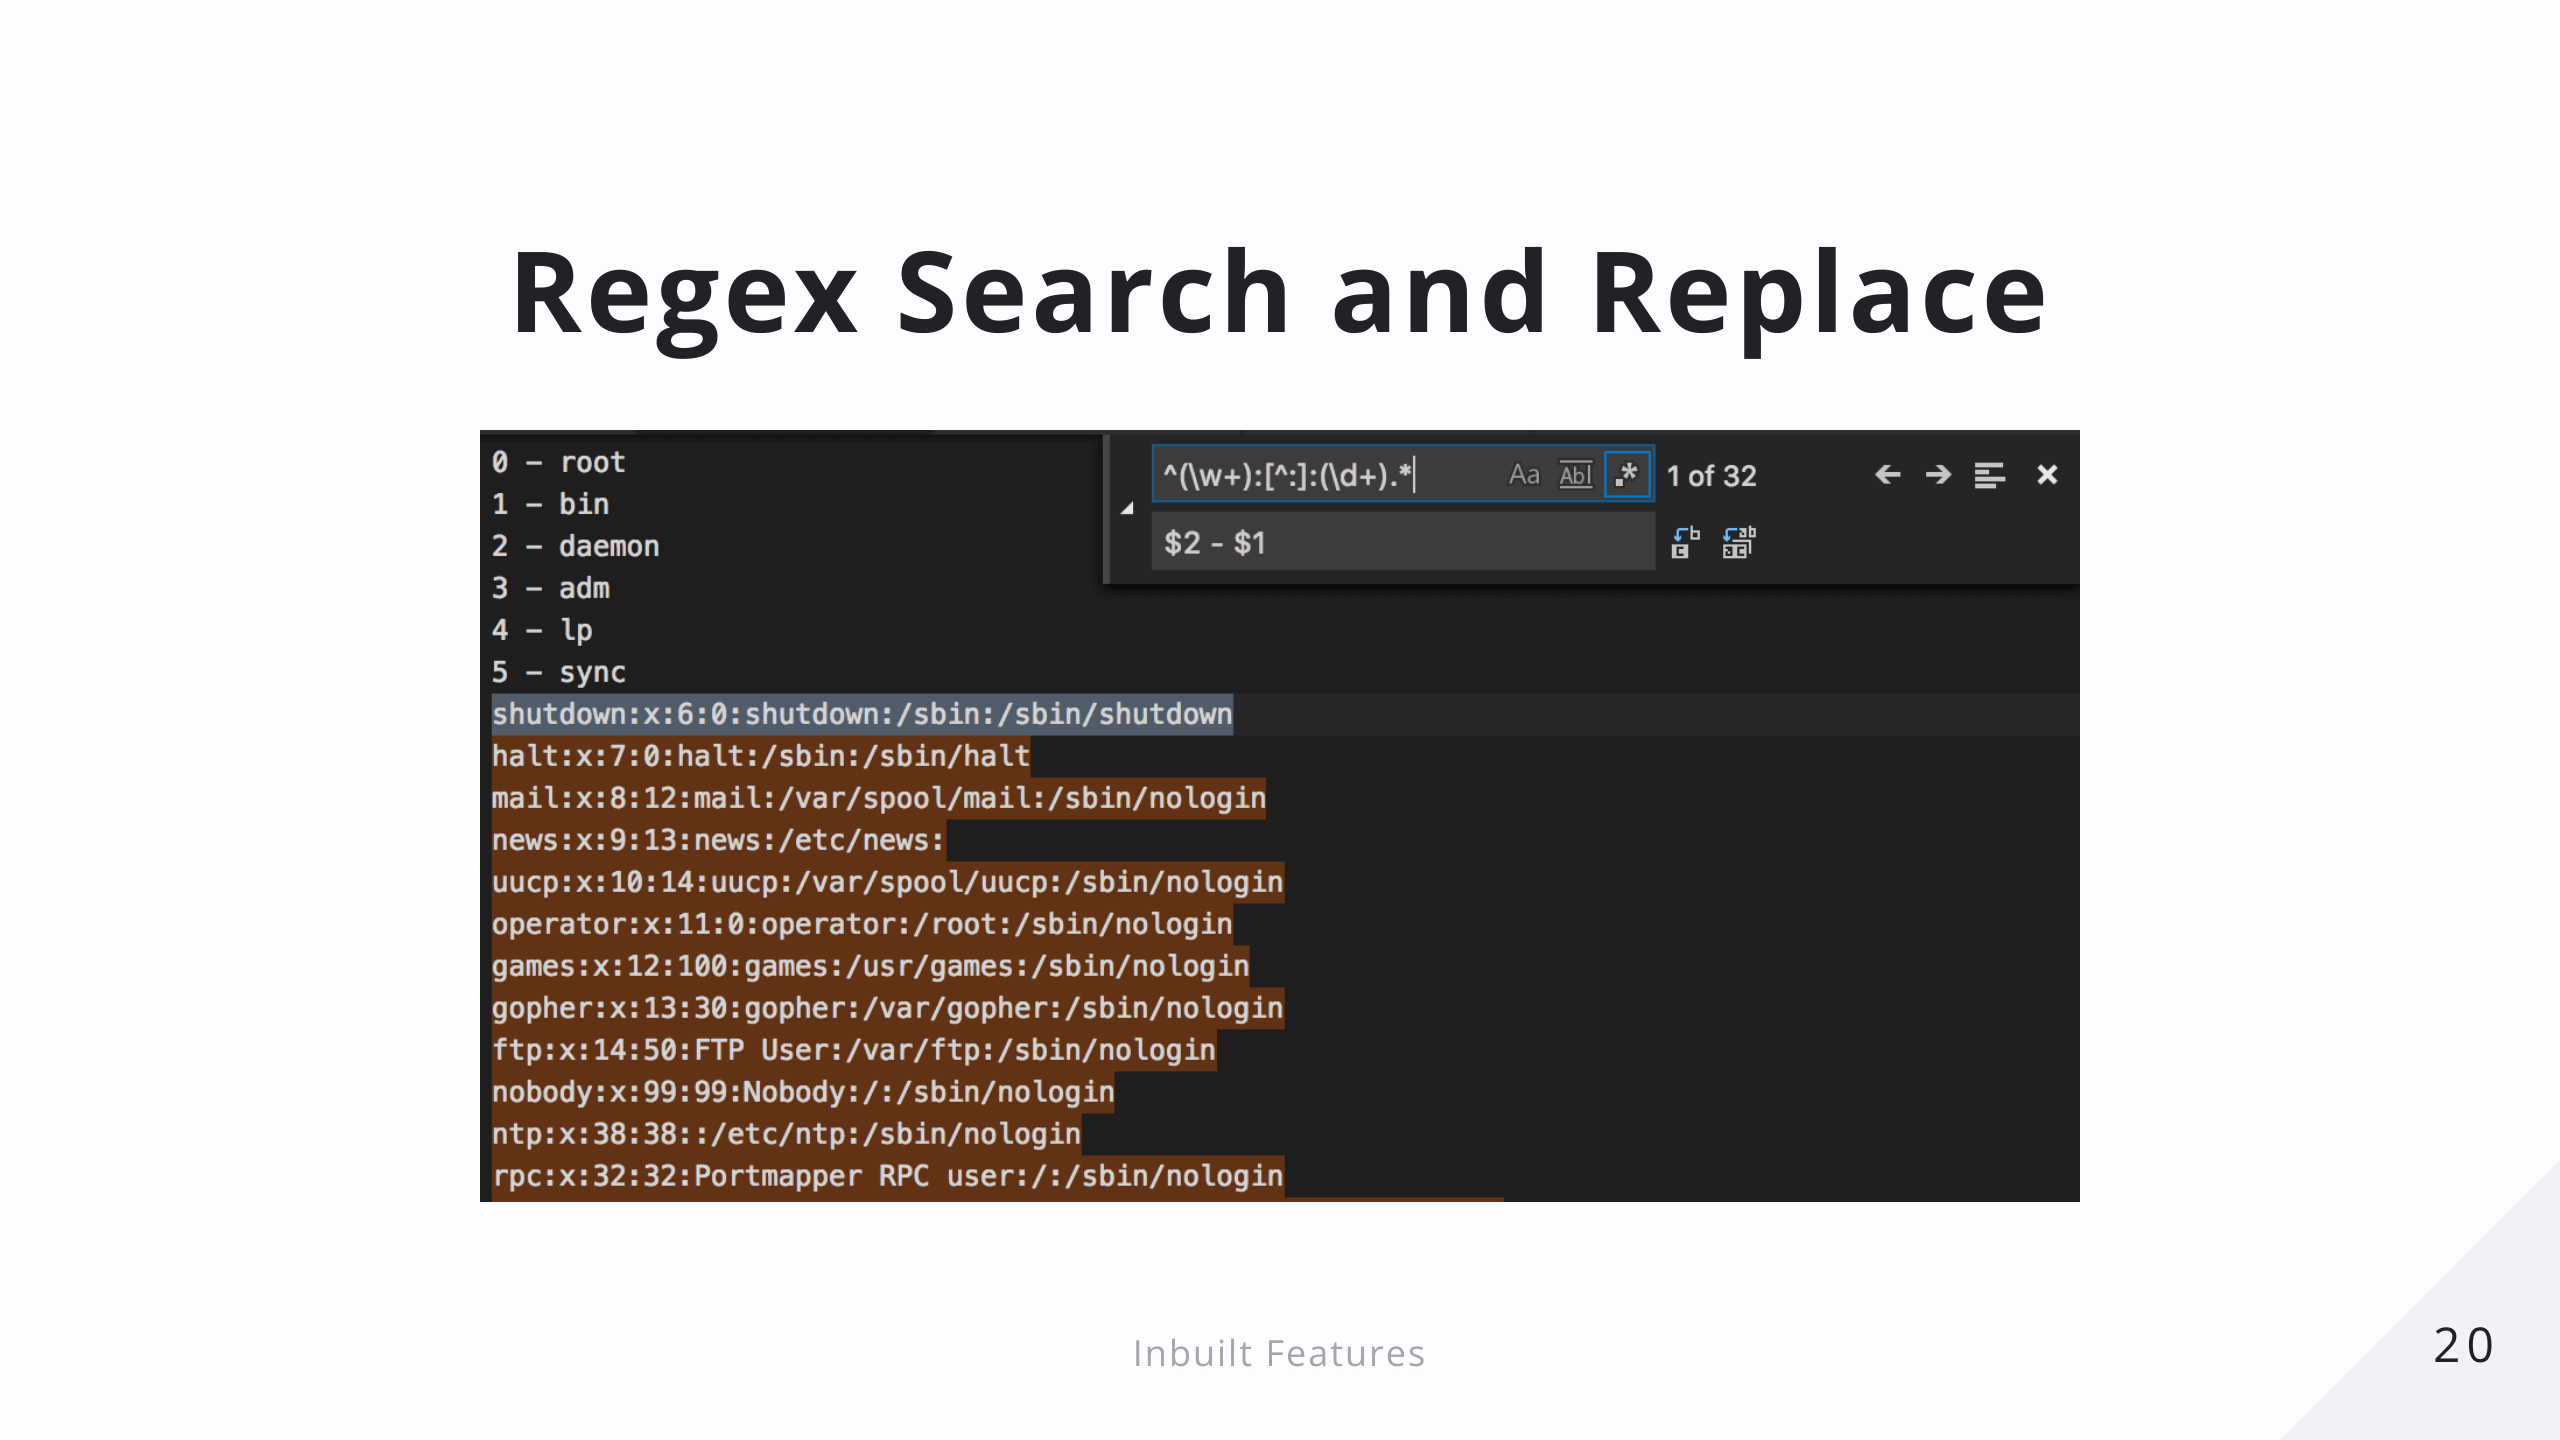 Regex Search and Replace
0 – root
1 – bin
2 – daemon
3 – adm
4 – lp
5 – sync
^(\w+):[^:]:(\d+).*
Aa Abl .* 1 of 32
$2 - $1
shutdown:x:6:0:shutdown:/sbin:/sbin/shutdown
halt:x:7:0:halt:/sbin:/sbin/halt
mail:x:8:12:mail:/var/spool/mail:/sbin/nologin
news:x:9:13:news:/etc/news:
uucp:x:10:14:uucp:/var/spool/uucp:/sbin/nologin
operator:x:11:0:operator:/root:/sbin/nologin
games:x:12:100:games:/usr/games:/sbin/nologin
gopher:x:13:30:gopher:/var/gopher:/sbin/nologin
ftp:x:14:50:FTP User:/var/ftp:/sbin/nologin
nobody:x:99:99:Nobody:/:/sbin/nologin
ntp:x:38:38::/etc/ntp:/sbin/nologin
rpc:x:32:32:Portmapper RPC user:/:/sbin/nologin
Inbuilt Features
20